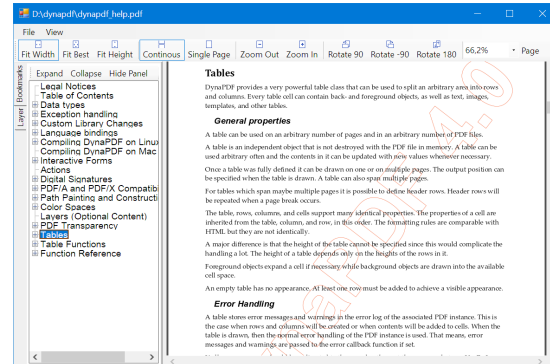 D:\dynapdf\dynapdf_help.pdf
File View
Fit Width Fit Best Fit Height Continous Single Page Zoom Out Zoom In Rotate 90 Rotate -90 Rotate 180 66,2% Page
Bookmarks
Layer
Expand Collapse Hide Panel
Legal Notices
Table of Contents
Data types
Exception handling
Custom Library Changes
Language bindings
Compiling DynaPDF on Linux
Compiling DynaPDF on Mac
Interactive Forms
Actions
Digital Signatures
PDF/A and PDF/X Compatib
Path Painting and Constructi
Color Spaces
Layers (Optional Content)
PDF Transparency
Tables
Table Functions
Function Reference
Tables
DynaPDF provides a very powerful table class that can be used to split an arbitrary area into rows
and columns. Every table cell can contain back- and foreground objects, as well as text, images,
templates, and other tables.
General properties
A table can be used on an arbitrary number of pages and in an arbitrary number of PDF files.
A table is an independent object that is not destroyed with the PDF file in memory. A table can be
used arbitrary often and the contents in it can be updated with new values whenever necessary.
Once a table was fully defined it can be drawn on one or on multiple pages. The output position can
be specified when the table is drawn. A table can also span multiple pages.
For tables which span maybe multiple pages it is possible to define header rows. Header rows will
be repeated when a page break occurs.
The table, rows, columns, and cells support many identical properties. The properties of a cell are
inherited from the table, column, and row, in this order. The formatting rules are comparable with
HTML but they are not identically.
A major difference is that the height of the table cannot be specified since this would complicate the
handling a lot. The height of a table depends only on the heights of the rows in it.
Foreground objects expand a cell if necessary while background objects are drawn into the available
cell space.
An empty table has no appearance. At least one row must be added to achieve a visible appearance.
Error Handling
A table stores error messages and warnings in the error log of the associated PDF instance. This is
the case when rows and columns will be created or when contents will be added to cells. When the
table is drawn, then the normal error handling of the PDF instance is used. That means, error
messages and warnings are passed to the error callback function if set.